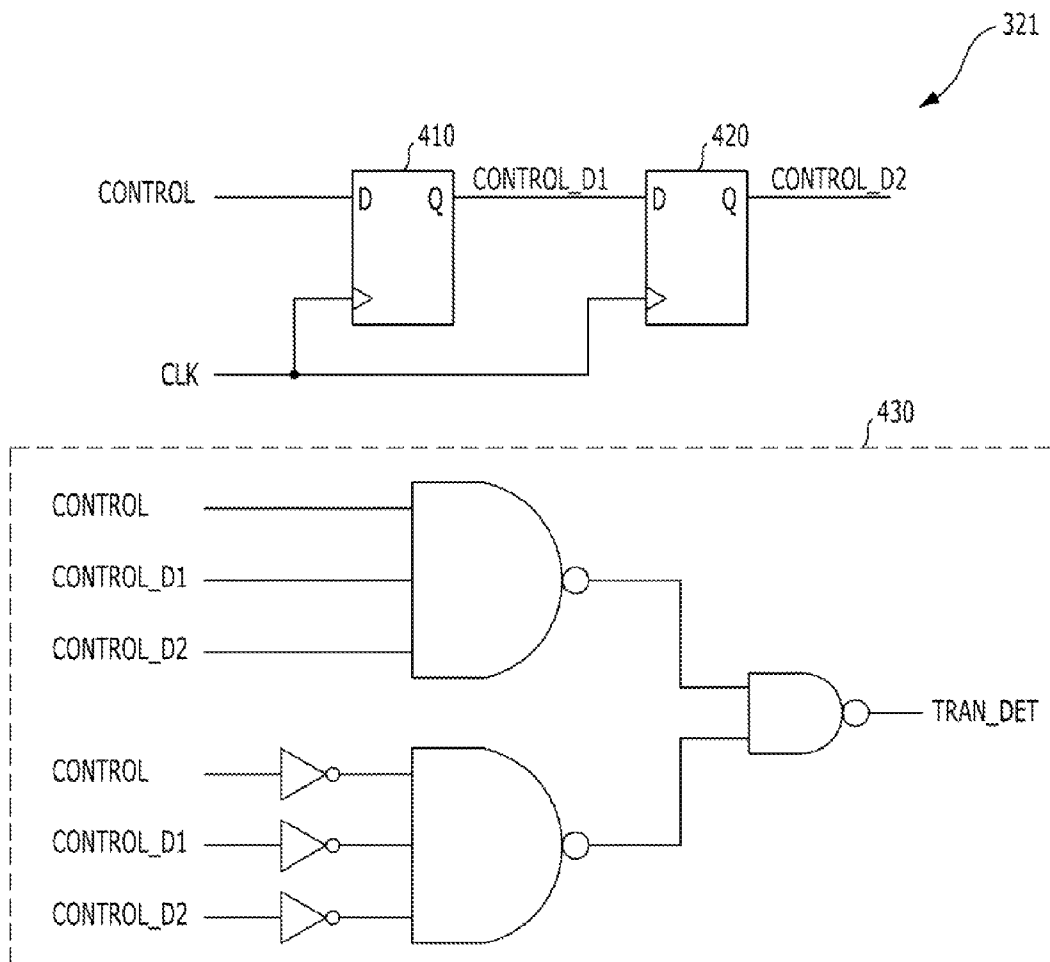 321
410
420
CONTROL
D
Q
CONTROL_D1
D
Q
CONTROL_D2
CLK
430
CONTROL
CONTROL_D1
CONTROL_D2
TRAN_DET
CONTROL
CONTROL_D1
CONTROL_D2